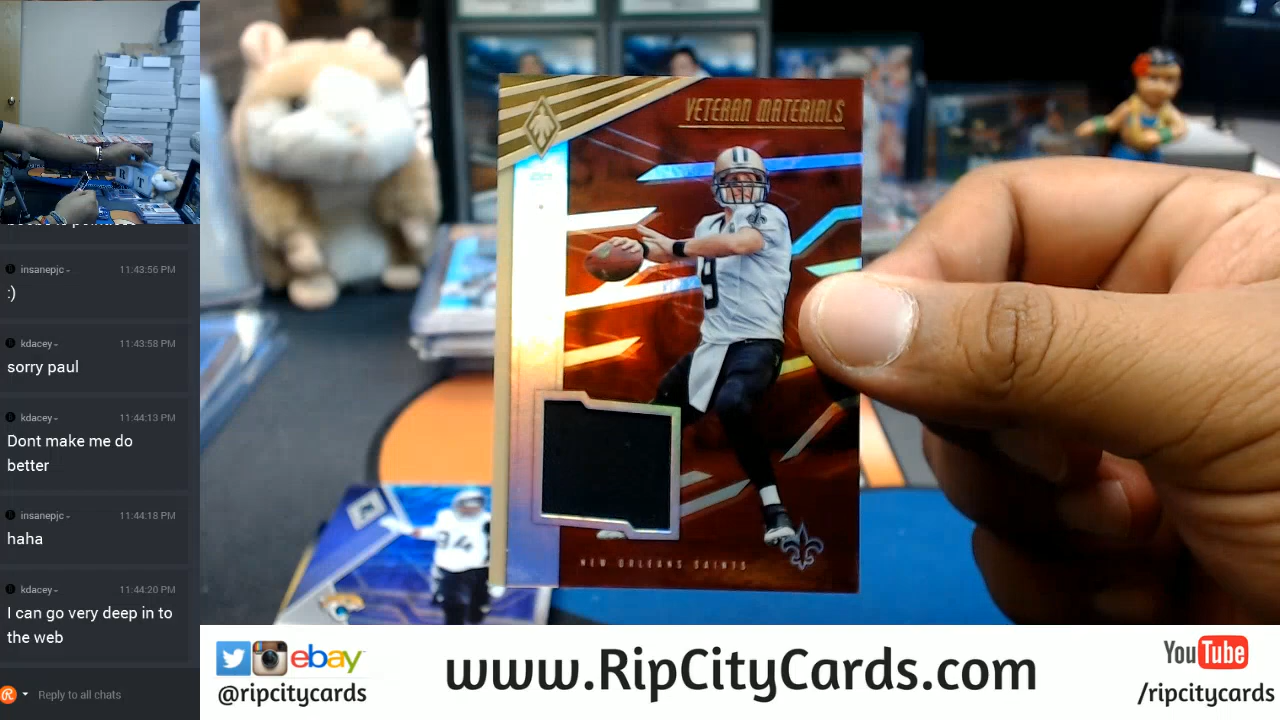 insanepjc
11:43:56 PM
:)
kdacey
11:43:58 PM
sorry paul
kdacey
11:44:13 PM
Dont make me do
better
insanepjc
11:44:18 PM
haha
kdacey
11:44:20 PM
I can go very deep in to
the web
Reply to all chats
VETERAN MATERIALS
9
NEW ORLEANS SAINTS
94
R T
ebay
@ripcitycards
www.RipCityCards.com
YouTube
/ripcitycards